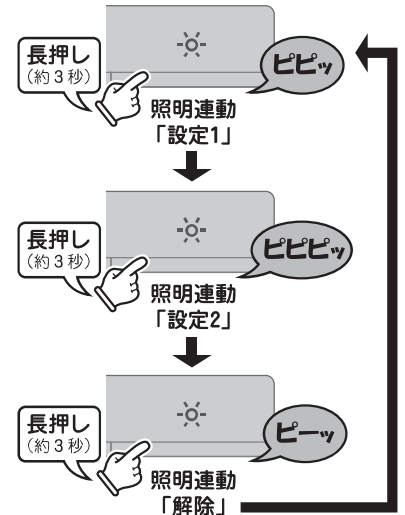 長押し
(約3秒)
ピピッ
照明連動
「設定1」
長押し
(約3秒)
ピピピッ
照明連動
「設定2」
長押し
(約3秒)
ピーッ
照明連動
「解除」